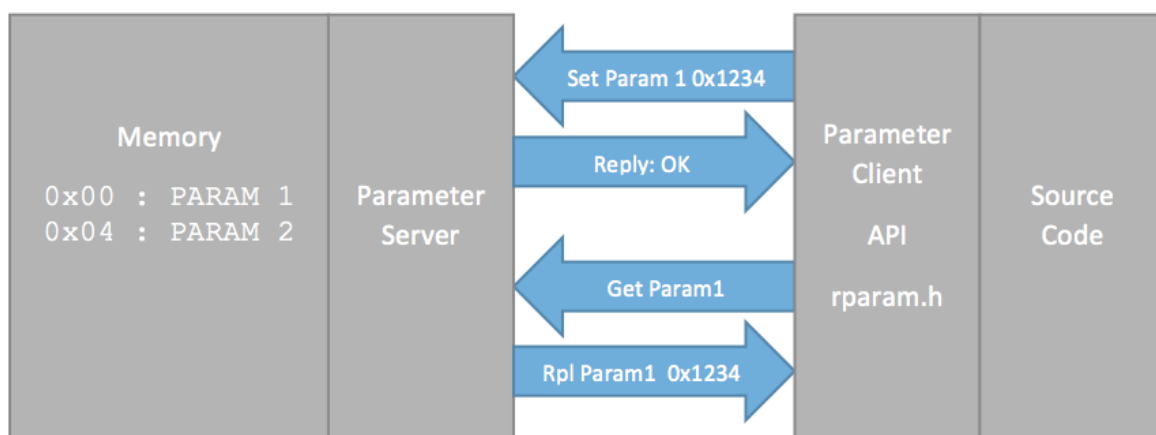 Memory
0x00 : PARAM 1
0x04 : PARAM 2
Parameter
Server
Set Param 1 0x1234
Reply: OK
Get Param1
Rpl Param1 0x1234
Parameter
Client
API
rparam.h
Source
Code